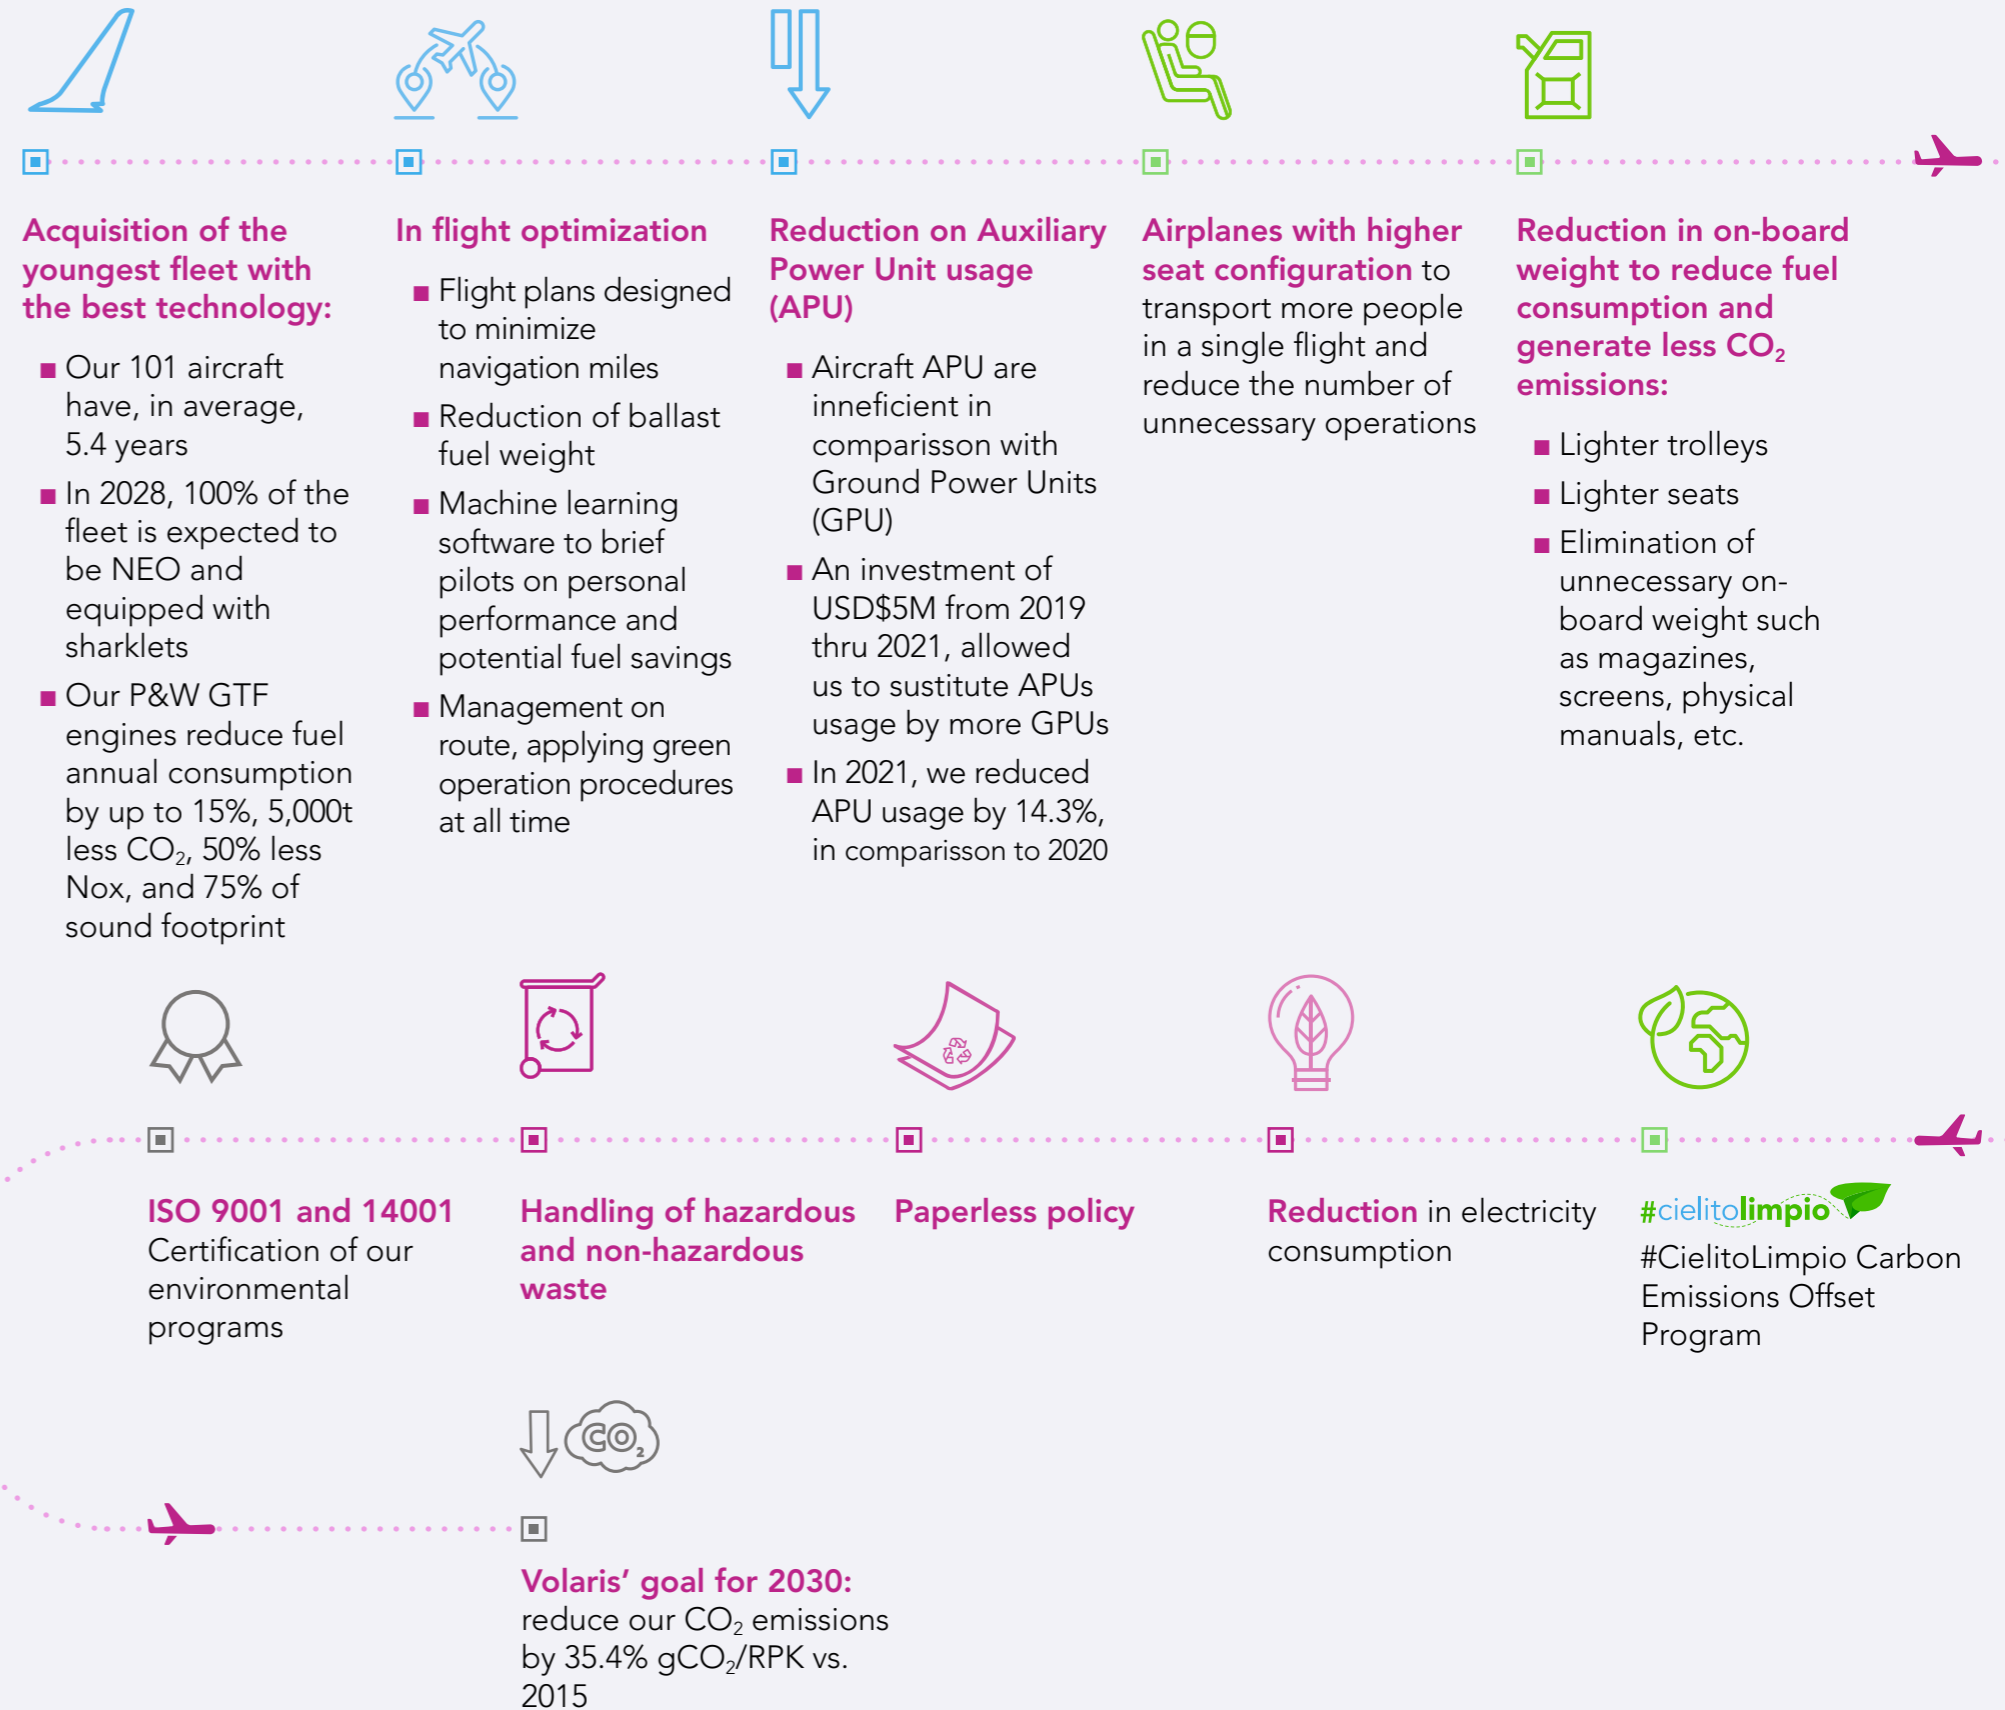 Acquisition of the
youngest fleet with
the best technology:
Our 101 aircraft
have, in average,
5.4 years
In 2028, 100% of the
fleet is expected to
be NEO and
equipped with
sharklets
Our P&W GTF
engines reduce fuel
annual consumption
by up to 15%, 5,000t
less CO₂, 50% less
Nox, and 75% of
sound footprint
In flight optimization
Flight plans designed
to minimize
navigation miles
Reduction of ballast
fuel weight
Machine learning
software to brief
pilots on personal
performance and
potential fuel savings
Management on
route, applying green
operation procedures
at all time
Reduction on Auxiliary
Power Unit usage
(APU)
Aircraft APU are
inneficient in
comparisson with
Ground Power Units
(GPU)
An investment of
USD$5M from 2019
thru 2021, allowed
us to sustitute APUs
usage by more GPUs
In 2021, we reduced
APU usage by 14.3%,
in comparisson to 2020
Airplanes with higher
seat configuration to
transport more people
in a single flight and
reduce the number of
unnecessary operations
Reduction in on-board
weight to reduce fuel
consumption and
generate less CO₂
emissions:
Lighter trolleys
Lighter seats
Elimination of
unnecessary on-
board weight such
as magazines,
screens, physical
manuals, etc.
ISO 9001 and 14001
Certification of our
environmental
programs
Handling of hazardous
and non-hazardous
waste
Paperless policy
Reduction in electricity
consumption
#cielitolimpio
#CielitoLimpio Carbon
Emissions Offset
Program
CO₂
Volaris’ goal for 2030:
reduce our CO₂ emissions
by 35.4% gCO₂/RPK vs.
2015